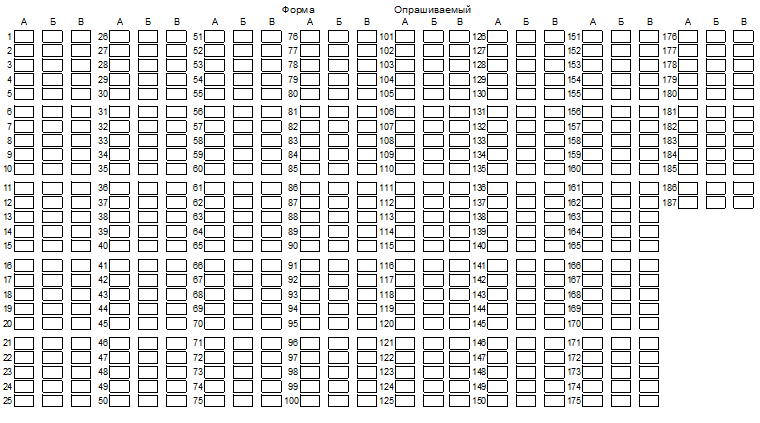 Форма Опрашиваемый
А Б В А Б В А Б В А Б В А Б В А Б В А Б В А Б В
1 26 51 76 101 126 151 176
2 27 52 77 102 127 152 177
3 28 53 78 103 128 153 178
4 29 54 79 104 129 154 179
5 30 55 80 105 130 155 180
6 31 56 81 106 131 156 181
7 32 57 82 107 132 157 182
8 33 58 83 108 133 158 183
9 34 59 84 109 134 159 184
10 35 60 85 110 135 160 185
11 36 61 86 111 136 161 186
12 37 62 87 112 137 162 187
13 38 63 88 113 138 163
14 39 64 89 114 139 164
15 40 65 90 115 140 165
16 41 66 91 116 141 166
17 42 67 92 117 142 167
18 43 68 93 118 143 168
19 44 69 94 119 144 169
20 45 70 95 120 145 170
21 46 71 96 121 146 171
22 47 72 97 122 147 172
23 48 73 98 123 148 173
24 49 74 99 124 149 174
25 50 75 100 125 150 175